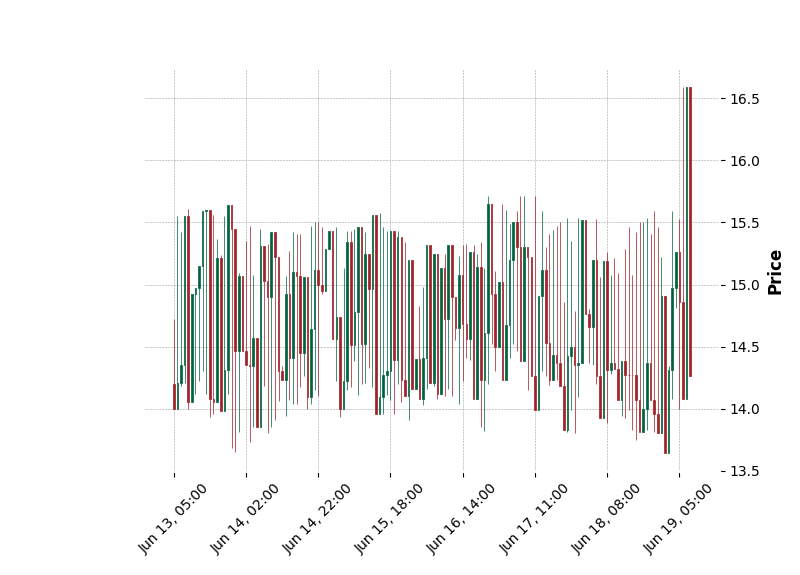 16.5
16.0
15.5
15.0
14.5
14.0
13.5
Price
Jun 13, 05:00
Jun 14, 02:00
Jun 14, 22:00
Jun 15, 18:00
Jun 16, 14:00
Jun 17, 11:00
Jun 18, 08:00
Jun 19, 05:00